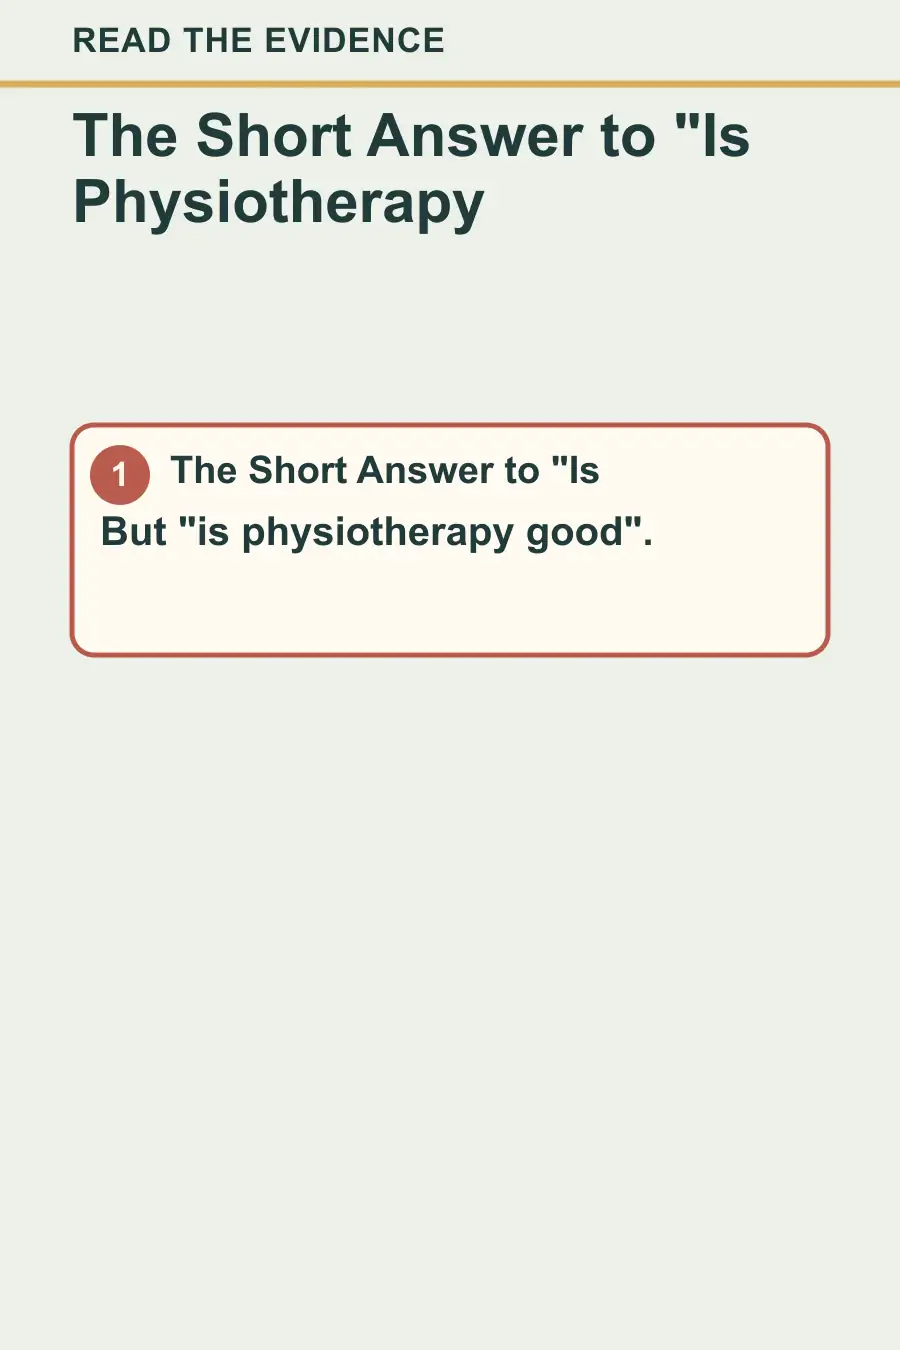 READ THE EVIDENCE
The Short Answer to "Is
Physiotherapy
1 The Short Answer to "Is
But "is physiotherapy good".